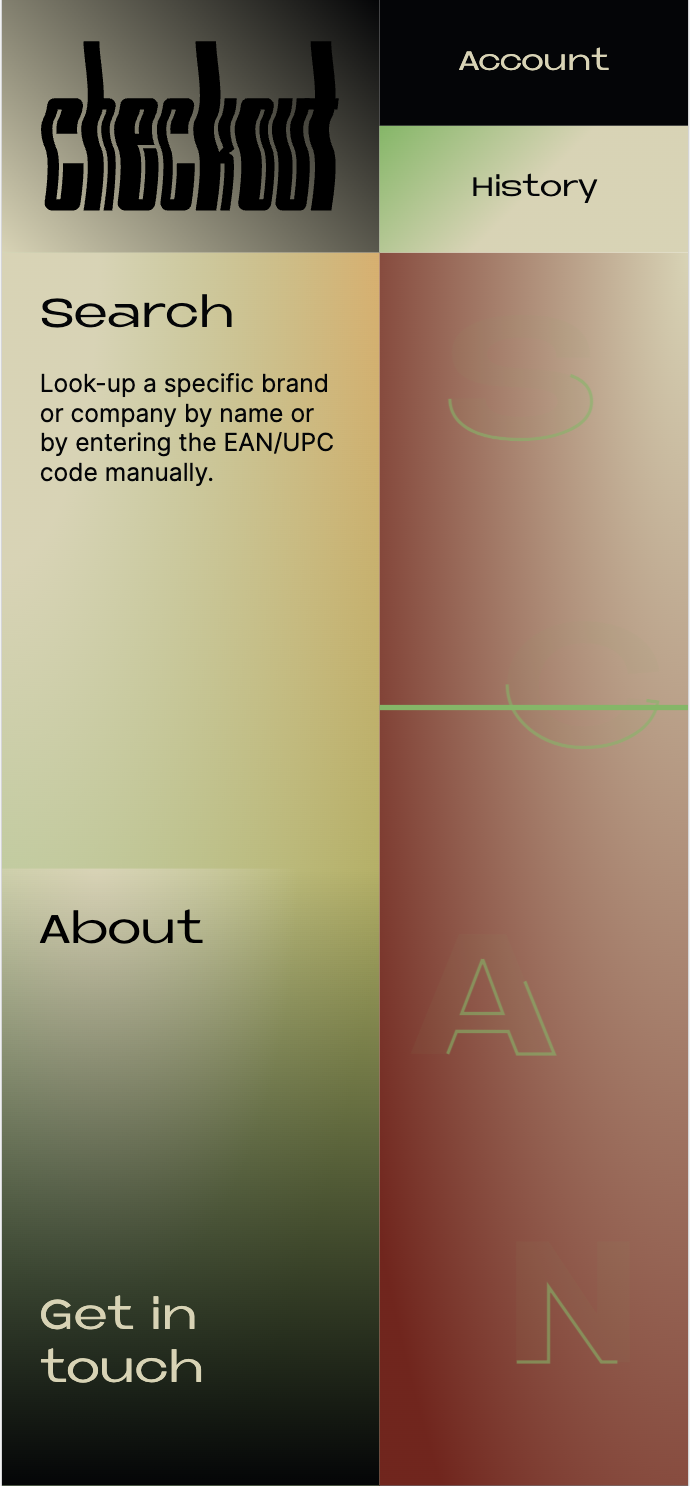 checkout
Account
History
Search
Look-up a specific brand
or company by name or
by entering the EAN/UPC
code manually.
About
Get in
touch
S
C
A
N